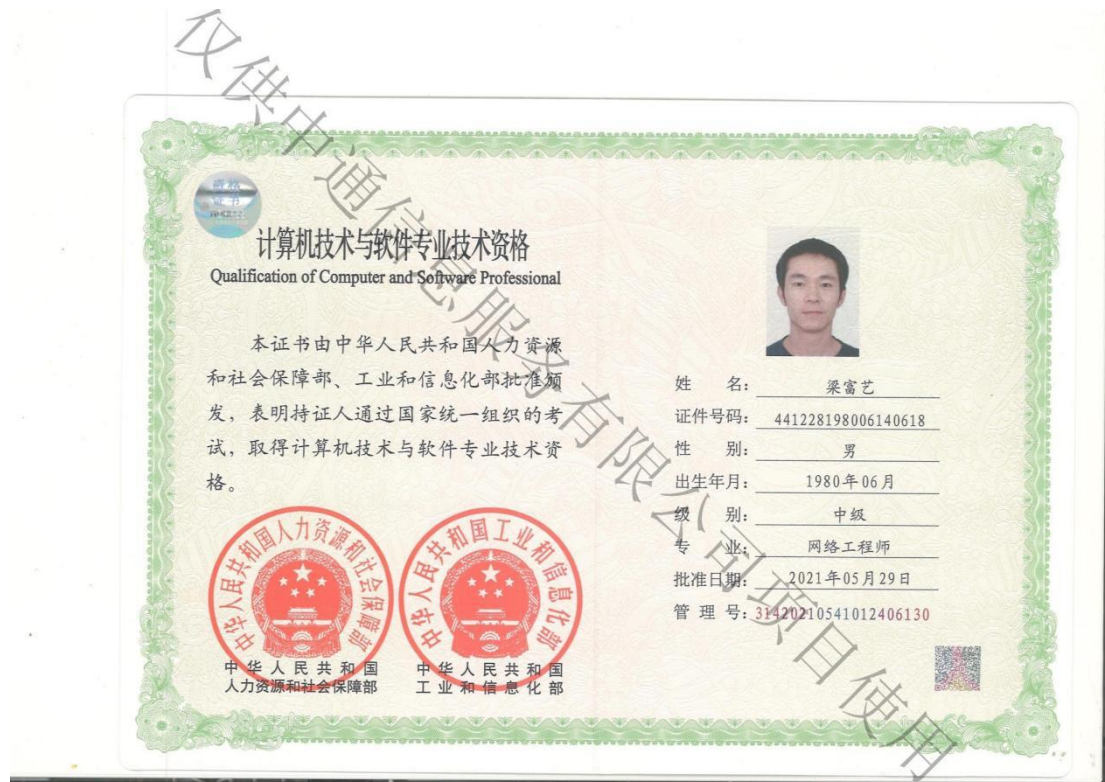 仅供中通信息服务有限公司项目使用
资格
证书
计算机技术与软件专业技术资格
Qualification of Computer and Software Professional
本证书由中华人民共和国人力资源
和社会保障部、工业和信息化部批准颁
发,表明持证人通过国家统一组织的考
试,取得计算机技术与软件专业技术资
格。
中华人民共和国人力资源和社会保障部
中华人民共和国工业和信息化部
中华人民共和国
人力资源和社会保障部
中华人民共和国
工业和信息化部
姓 名: 梁富艺
证件号码: 441228198006140618
性 别: 男
出生年月: 1980年06月
级 别: 中级
专 业: 网络工程师
批准日期: 2021年05月29日
管 理 号: 31420210541012406130